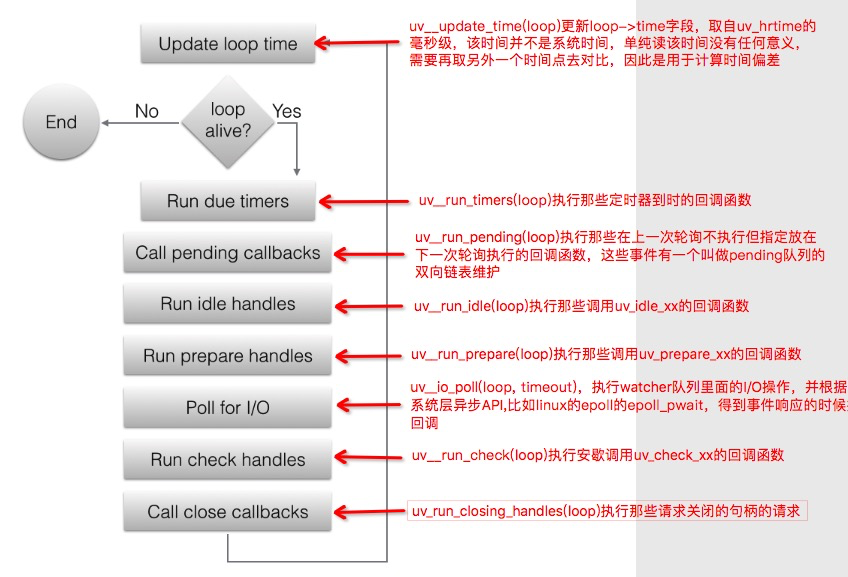 Update loop time
uv__update_time(loop)更新loop->time字段，取自uv_hrtime的
毫秒级，该时间并不是系统时间，单纯读该时间没有任何意义，
需要再取另外一个时间点去对比，因此是用于计算时间偏差
loop
alive?
No
Yes
End
Run due timers
uv__run_timers(loop)执行那些定时器到时的回调函数
Call pending callbacks
uv__run_pending(loop)执行那些在上一次轮询不执行但指定放在
下一次轮询执行的回调函数，这些事件有一个叫做pending队列的
双向链表维护
Run idle handles
uv__run_idle(loop)执行那些调用uv_idle_xx的回调函数
Run prepare handles
uv__run_prepare(loop)执行那些调用uv_prepare_xx的回调函数
Poll for I/O
uv__io_poll(loop, timeout)，执行watcher队列里面的I/O操作，并根据
系统层异步API,比如linux的epoll的epoll_pwait，得到事件响应的时候
回调
Run check handles
uv__run_check(loop)执行安歇调用uv_check_xx的回调函数
Call close callbacks
uv_run_closing_handles(loop)执行那些请求关闭的句柄的请求